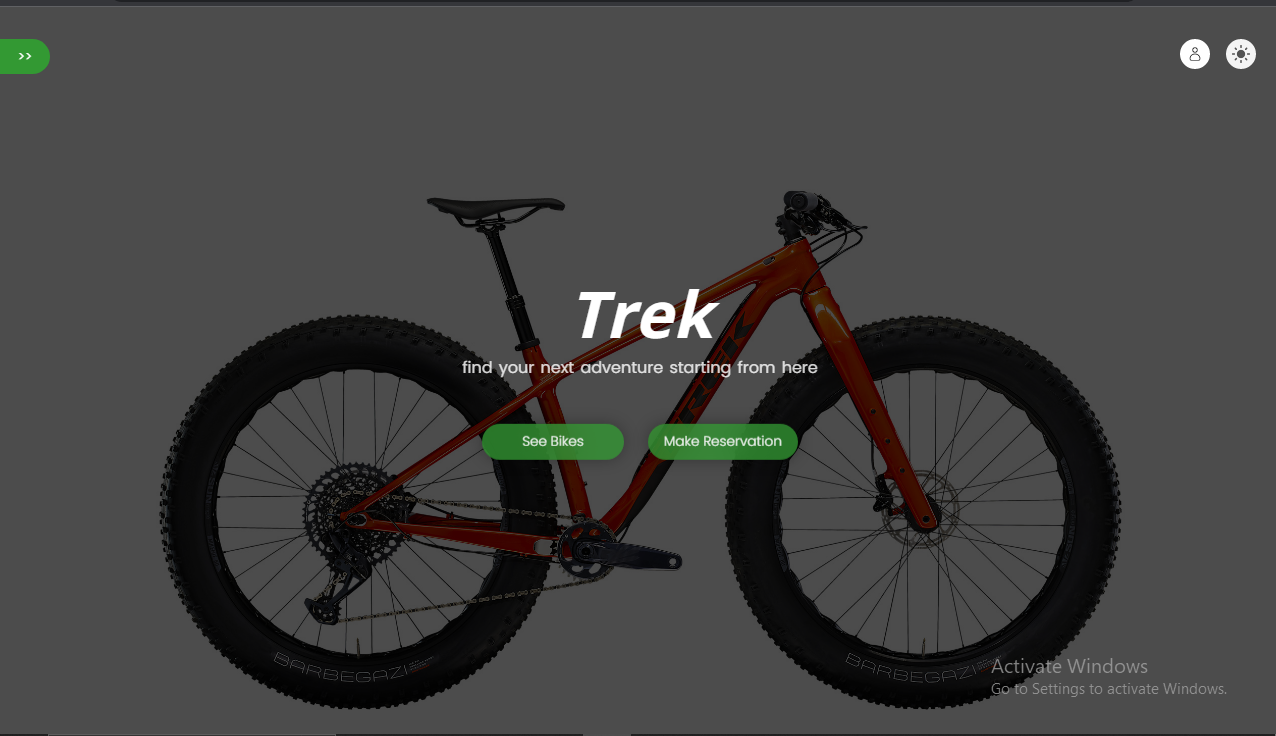 >>
Trek
find your next adventure starting from here
See Bikes
Make Reservation
TREK
BARBEGAZI
BARBEGAZI
Activate Windows
Go to Settings to activate Windows.